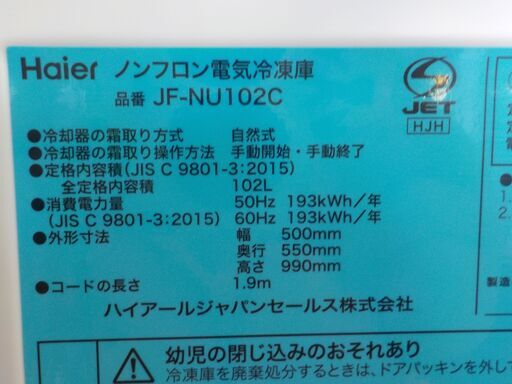 Haier ノンフロン電気冷凍庫
品番 JF-NU102C
S
JET
HJH
●冷却器の霜取り方式 自然式
●冷却器の霜取り操作方法 手動開始・手動終了
●定格内容積(JIS C 9801-3:2015)
全定格内容積 102L
●消費電力量 50Hz 193kWh/年
(JIS C 9801-3:2015) 60Hz 193kWh/年
●外形寸法 幅 500mm
奥行 550mm
高さ 990mm
●コードの長さ 1.9m
ハイアールジャパンセールス株式会社
幼児の閉じ込めのおそれあり
冷凍庫を廃棄処分するときは、ドアパッキンを外して
1.
2.
製造